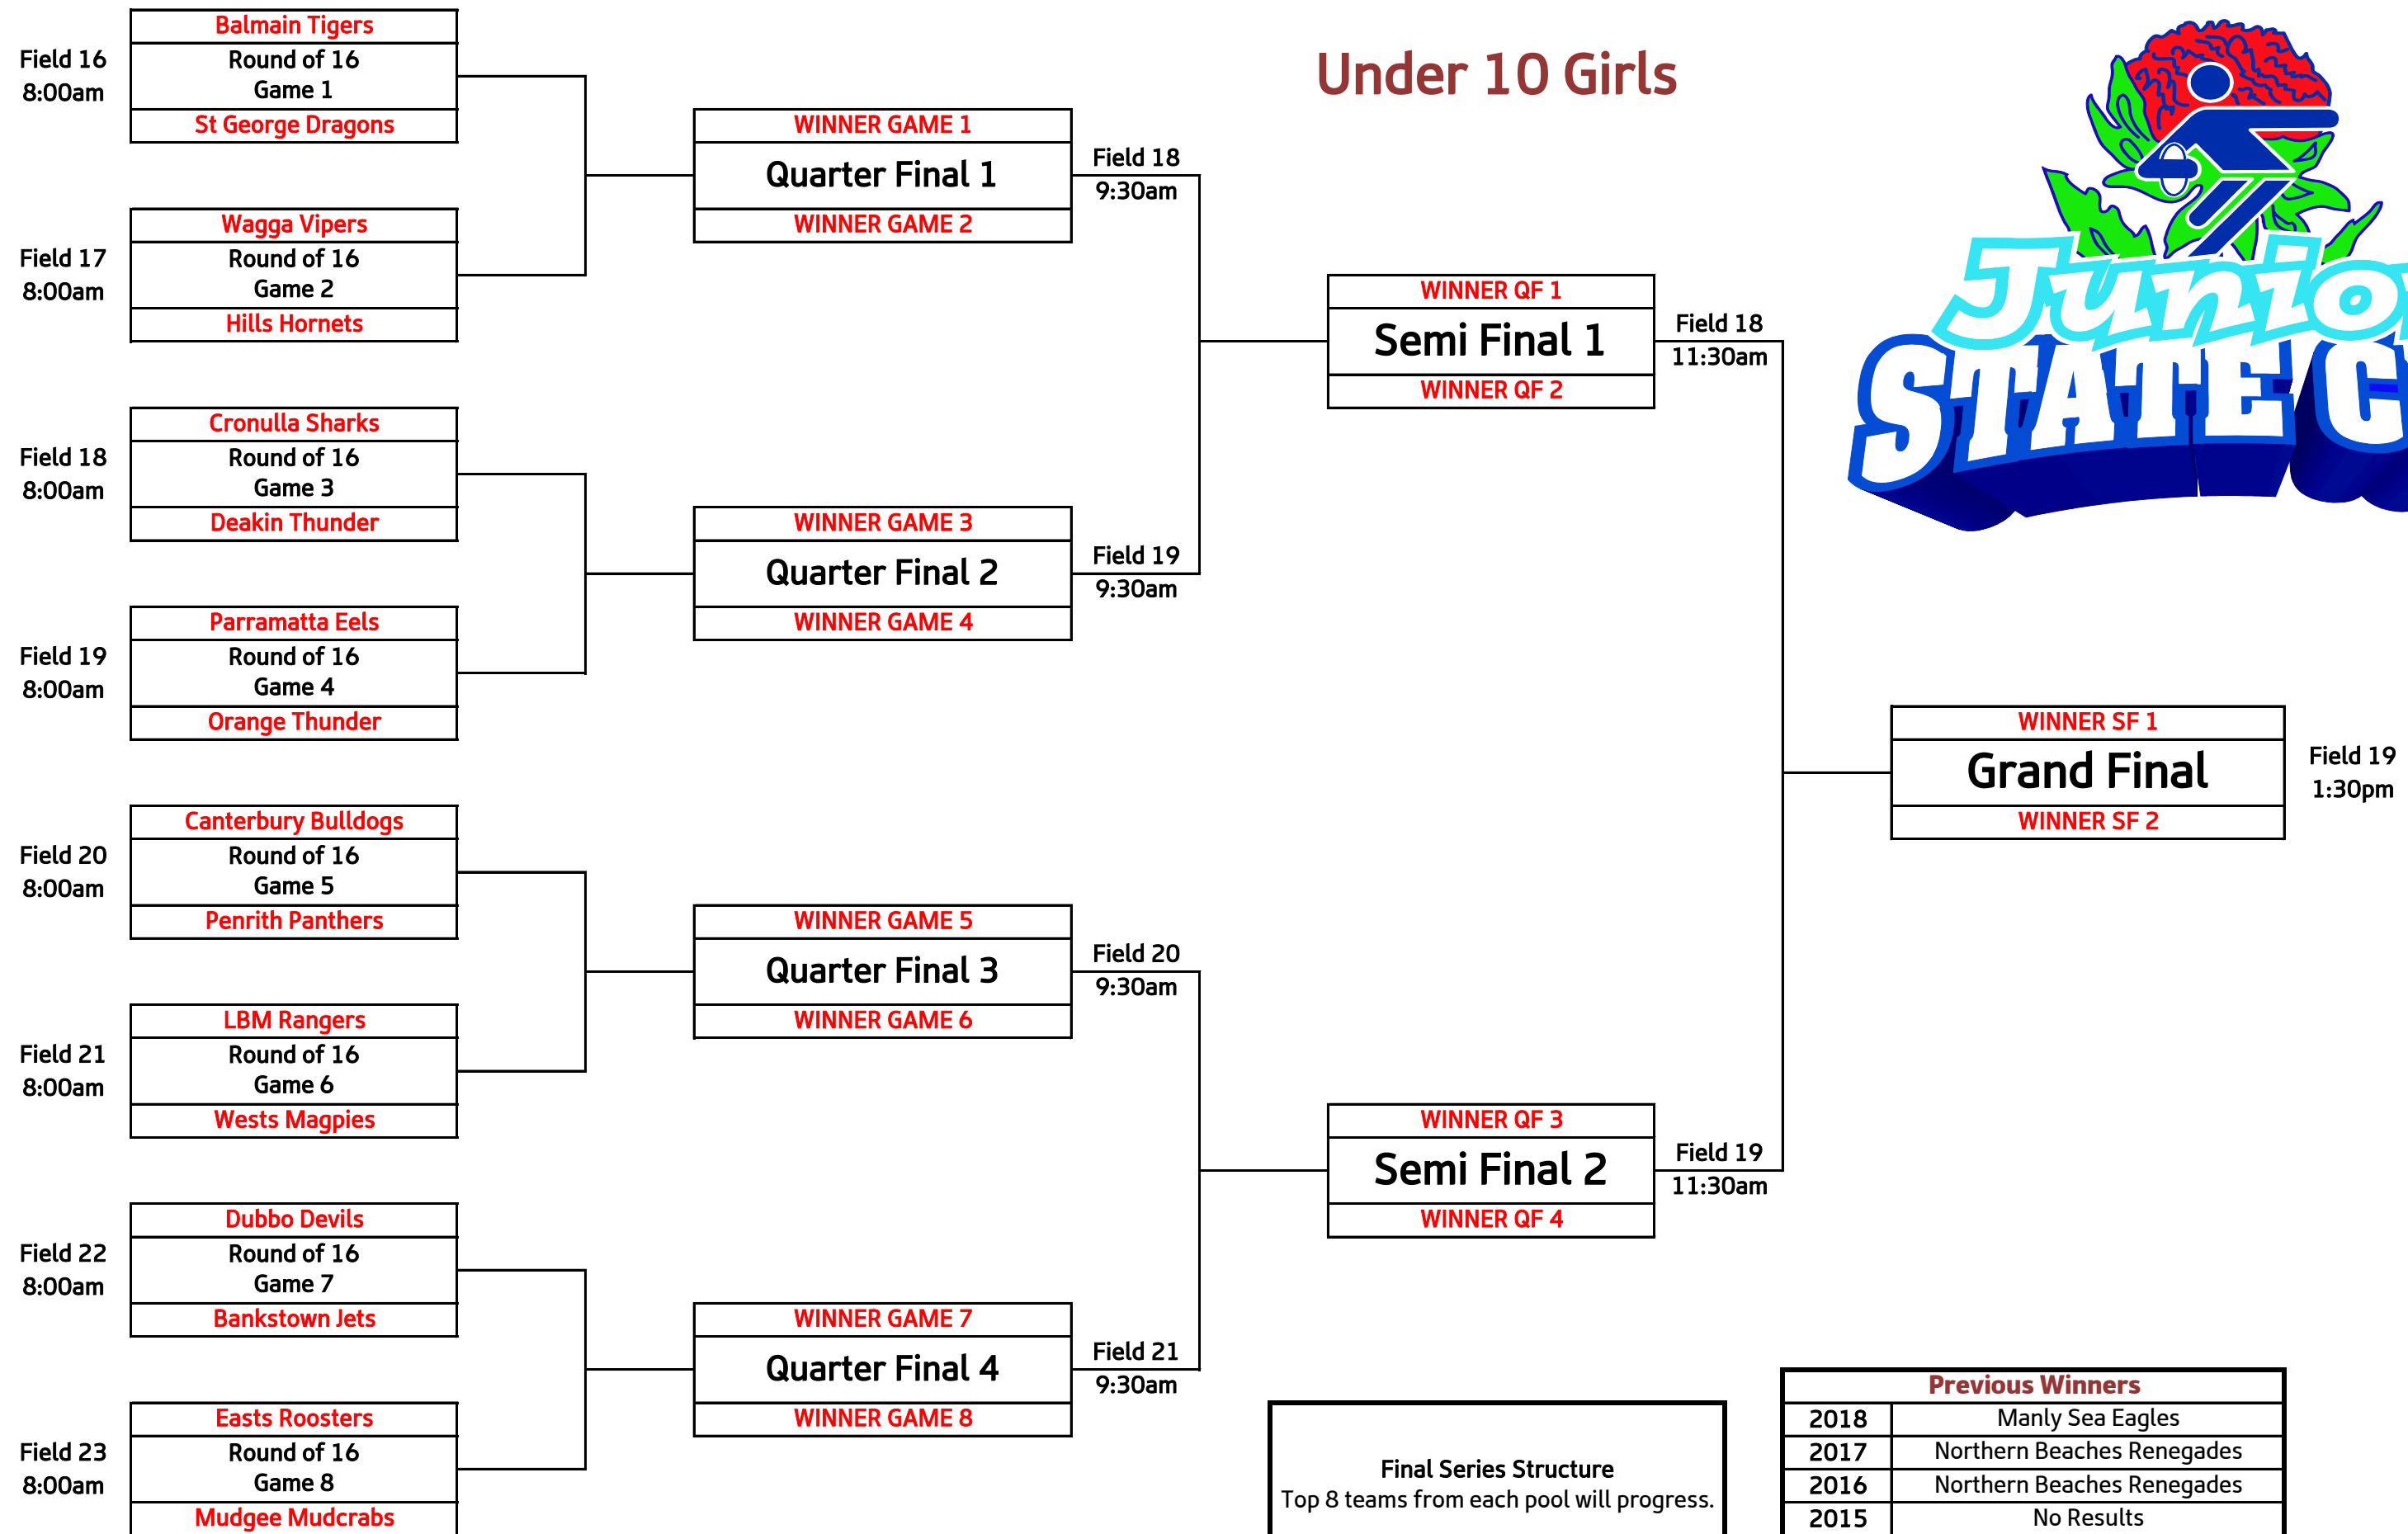 Under 10 Girls
Junio
STATE C
Field 16
8:00am
Balmain Tigers
Round of 16
Game 1
St George Dragons
Field 17
8:00am
Wagga Vipers
Round of 16
Game 2
Hills Hornets
Field 18
8:00am
Cronulla Sharks
Round of 16
Game 3
Deakin Thunder
Field 19
8:00am
Parramatta Eels
Round of 16
Game 4
Orange Thunder
Field 20
8:00am
Canterbury Bulldogs
Round of 16
Game 5
Penrith Panthers
Field 21
8:00am
LBM Rangers
Round of 16
Game 6
Wests Magpies
Field 22
8:00am
Dubbo Devils
Round of 16
Game 7
Bankstown Jets
Field 23
8:00am
Easts Roosters
Round of 16
Game 8
Mudgee Mudcrabs
WINNER GAME 1
Quarter Final 1
WINNER GAME 2
Field 18
9:30am
WINNER GAME 3
Quarter Final 2
WINNER GAME 4
Field 19
9:30am
WINNER GAME 5
Quarter Final 3
WINNER GAME 6
Field 20
9:30am
WINNER GAME 7
Quarter Final 4
WINNER GAME 8
Field 21
9:30am
WINNER QF 1
Semi Final 1
WINNER QF 2
Field 18
11:30am
WINNER QF 3
Semi Final 2
WINNER QF 4
Field 19
11:30am
WINNER SF 1
Grand Final
WINNER SF 2
Field 19
1:30pm
Final Series Structure
Top 8 teams from each pool will progress.
Previous Winners
2018 Manly Sea Eagles
2017 Northern Beaches Renegades
2016 Northern Beaches Renegades
2015 No Results